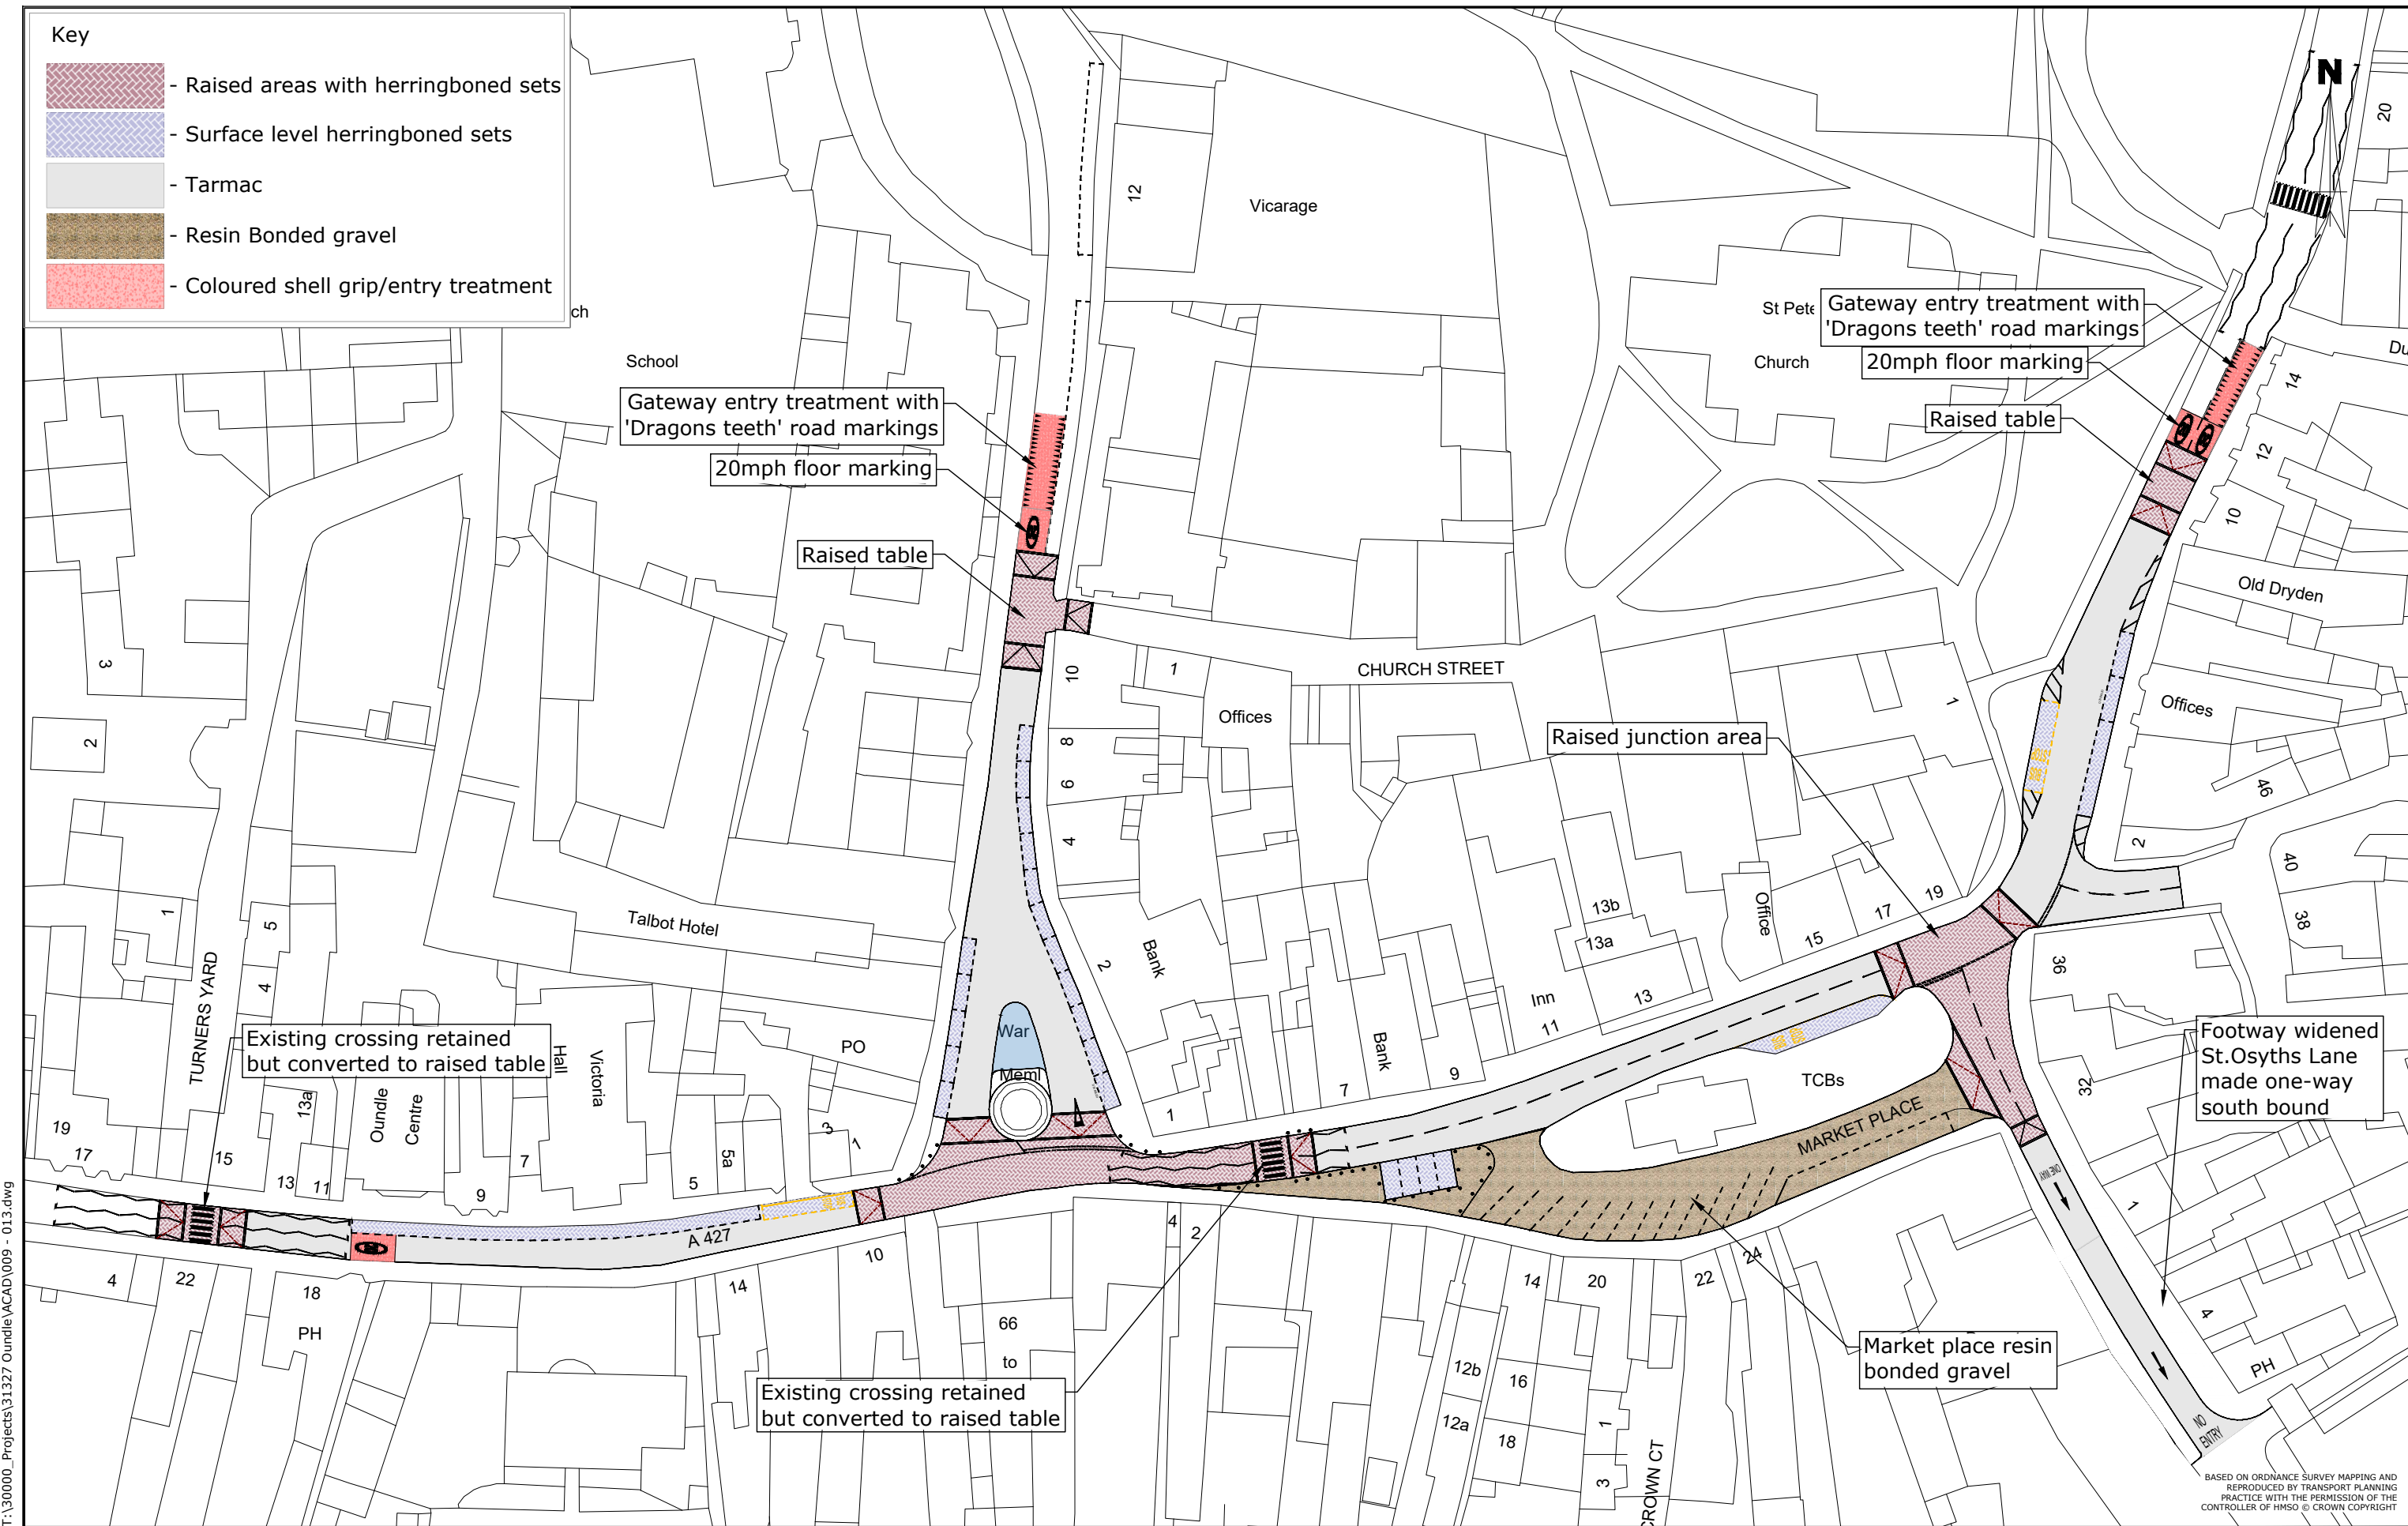 Key
- Raised areas with herringboned sets
- Surface level herringboned sets
- Tarmac
- Resin Bonded gravel
- Coloured shell grip/entry treatment
N
20
12
Vicarage
ch
School
St Pete
Church
Gateway entry treatment with
'Dragons teeth' road markings
20mph floor marking
Raised table
Du
14
12
10
Gateway entry treatment with
'Dragons teeth' road markings
20mph floor marking
Raised table
Old Dryden
Offices
46
2
40
38
36
32
CHURCH STREET
1
10
Offices
8
6
4
2
Bank
Raised junction area
1
3
2
1
5
4
TURNERS YARD
Talbot Hotel
Office
13b
13a
13
15
17
19
Inn
11
9
7
Bank
1
War
Meml
PO
3
1
5a
5
Victoria
Hall
Oundle
Centre
13a
Existing crossing retained
but converted to raised table
19
17
15
13
11
9
7
TCBs
MARKET PLACE
Footway widened
St.Osyths Lane
made one-way
south bound
ONE WAY
1
4
PH
NO
ENTRY
A 427
4
22
18
PH
14
10
66
to
4
2
14
20
22
24
12b
16
12a
18
1
3
CROWN CT
Existing crossing retained
but converted to raised table
Market place resin
bonded gravel
BASED ON ORDNANCE SURVEY MAPPING AND
REPRODUCED BY TRANSPORT PLANNING
PRACTICE WITH THE PERMISSION OF THE
CONTROLLER OF HMSO © CROWN COPYRIGHT
T:\30000_Projects\31327 Oundle\ACAD\009 - 013.dwg